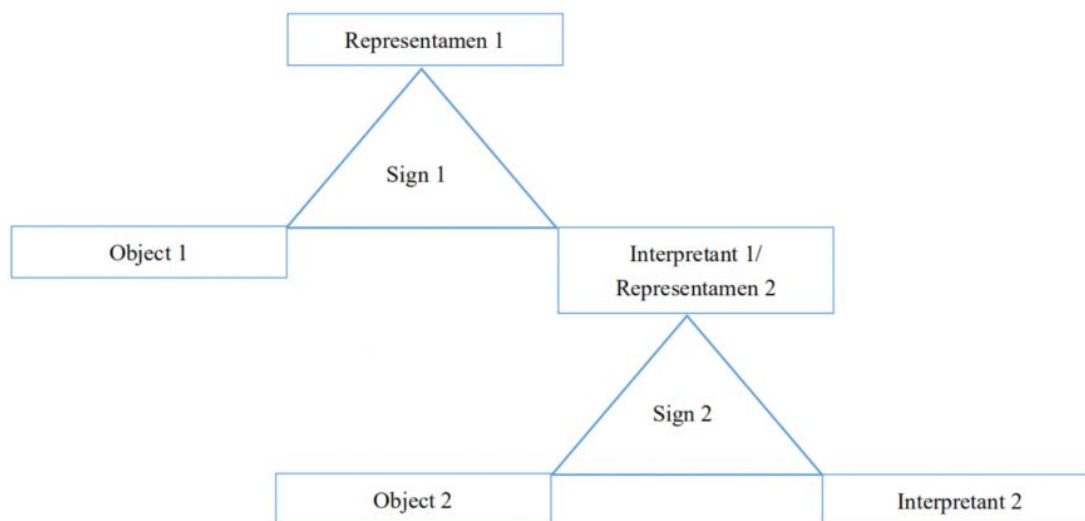 Representamen 1
Sign 1
Object 1
Interpretant 1/
Representamen 2
Sign 2
Object 2
Interpretant 2